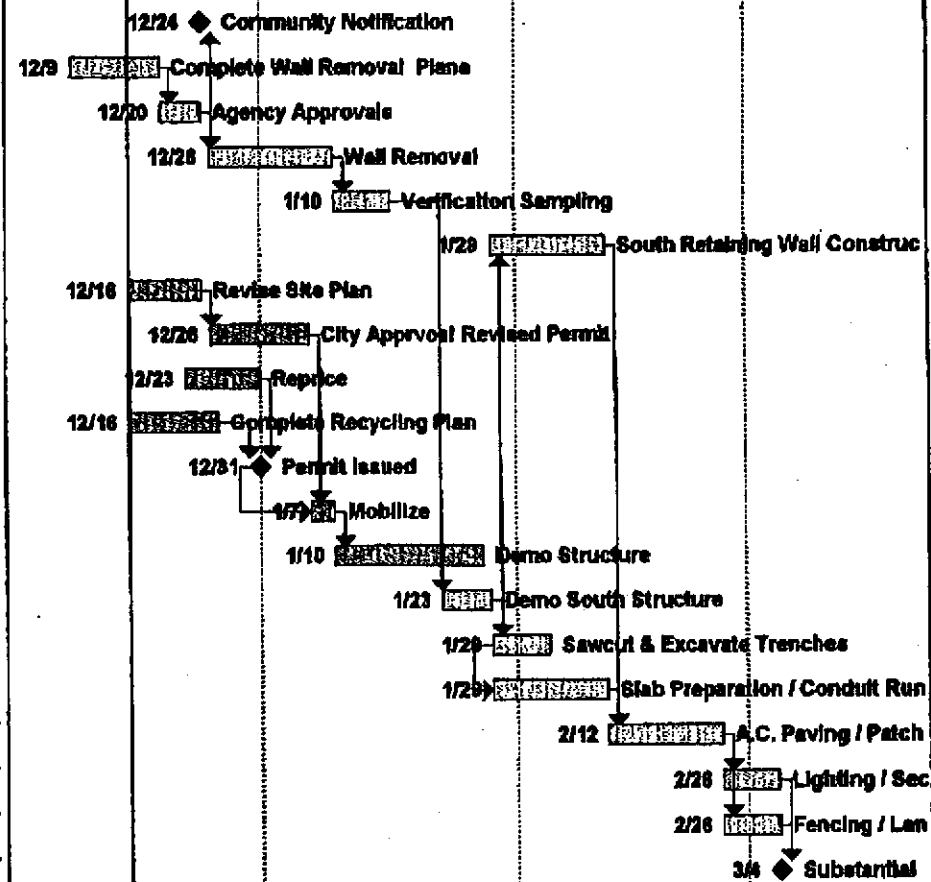 12/24 Community Notification
12/9 Complete Wall Removal Plans
12/20 Agency Approvals
12/26 Wall Removal
1/10 Verification Sampling
1/29 South Retaining Wall Construc
12/16 Revise Site Plan
12/26 City Apprvoal Revised Permit
12/23 Reprice
12/16 Complete Recycling Plan
12/31 Permit Issued
1/7 Mobilize
1/10 Demo Structure
1/23 Demo South Structure
1/29 Sawcut & Excavate Trenches
1/29 Slab Preparation / Conduit Run
2/12 A.C. Paving / Patch
2/26 Lighting / Sec
2/26 Fencing / Lan
3/4 Substantial